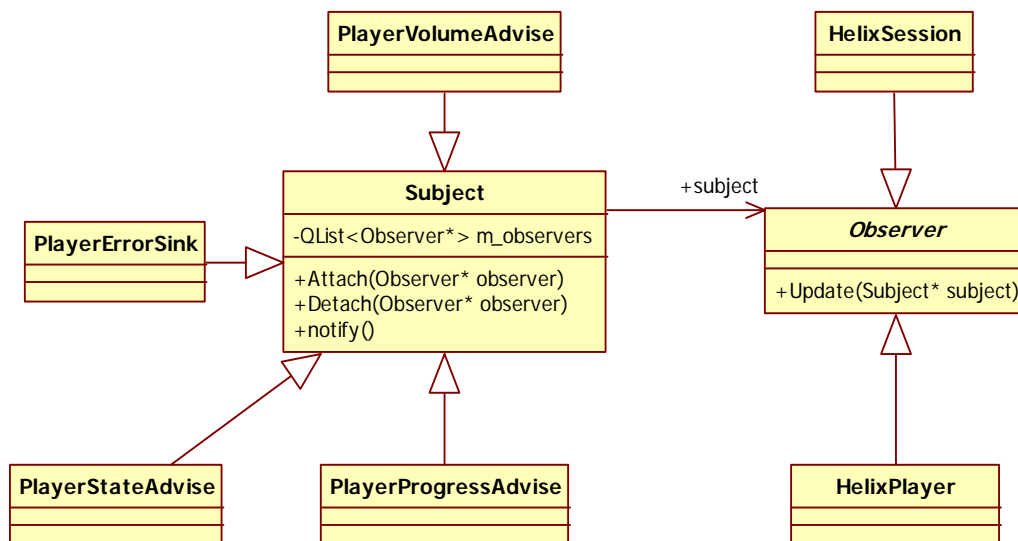 PlayerVolumeAdvise
HelixSession
Subject
-QList<Observer*> m_observers
+Attach(Observer* observer)
+Detach(Observer* observer)
+notify()
+subject
Observer
+Update(Subject* subject)
PlayerErrorSink
PlayerStateAdvise
PlayerProgressAdvise
HelixPlayer